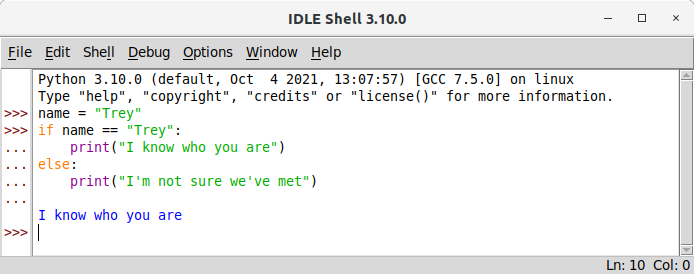 IDLE Shell 3.10.0
File Edit Shell Debug Options Window Help
Python 3.10.0 (default, Oct  4 2021, 13:07:57) [GCC 7.5.0] on linux
Type "help", "copyright", "credits" or "license()" for more information.
>>> name = "Trey"
>>> if name == "Trey":
...     print("I know who you are")
... else:
...     print("I'm not sure we've met")
...
I know who you are
>>>
Ln: 10 Col: 0